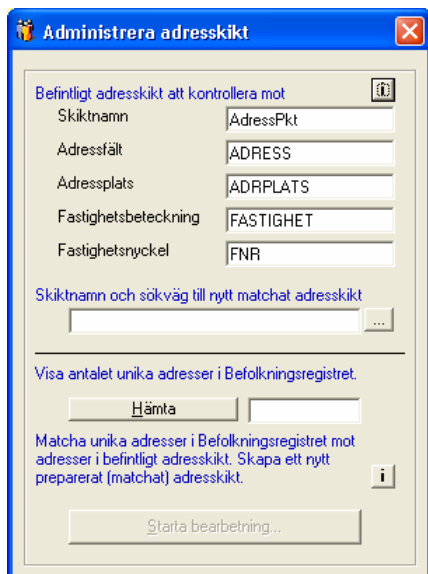 Administrera adresskikt
Befintligt adresskikt att kontrollera mot
Skiktnamn AdressPkt
Adressfält ADRESS
Adressplats ADRPLATS
Fastighetsbeteckning FASTIGHET
Fastighetsnyckel FNR
Skiktnamn och sökväg till nytt matchat adresskikt
...
Visa antalet unika adresser i Befolkningsregistret.
Hämta
Matcha unika adresser i Befolkningsregistret mot
adresser i befintligt adresskikt. Skapa ett nytt
preparerat (matchat) adresskikt.
i
Starta bearbetning...